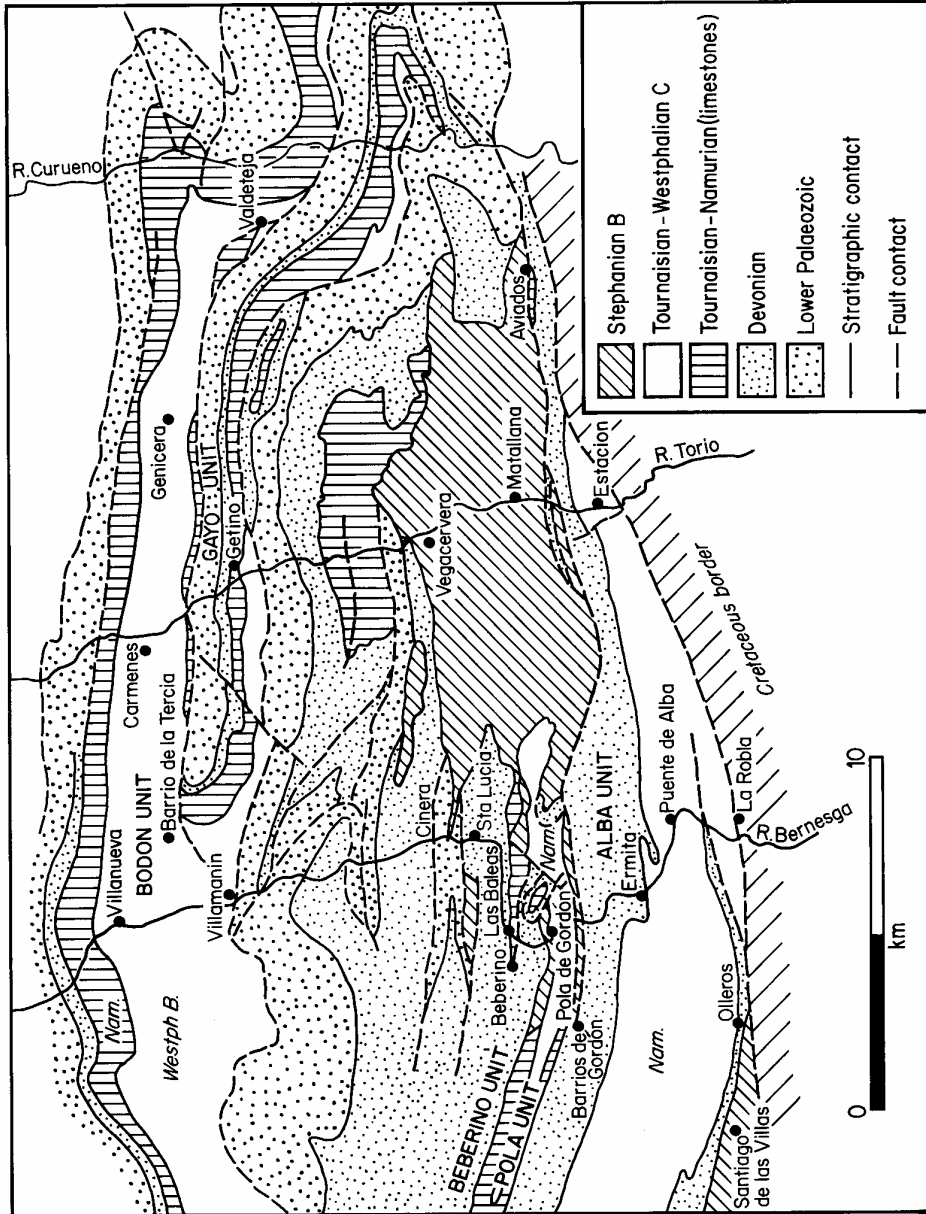 R. Curueno
Valdeteja
Genicera
GAYO UNIT
Getino
Carmenes
Barrio de la Tercia
Villanueva
BODON UNIT
Villamanin
Nam.
Westph B.
Aviados
Matallana
Estacion
R. Torio
Vegacervera
Cinera
Sta Lucia
Las Baleas
Beberino
Nam.
Pola de Gordón
ALBA UNIT
Ermita
Puente de Alba
La Robla
R. Bernesga
Cretaceous border
BEBERINO UNIT
POLA UNIT
Barrios de
Gordón
Nam.
Olleros
Santiago
de las Villas
0
10
km
Stephanian B
Tournaisian - Westphalian C
Tournaisian - Namurian (limestones)
Devonian
Lower Palaeozoic
Stratigraphic contact
Fault contact